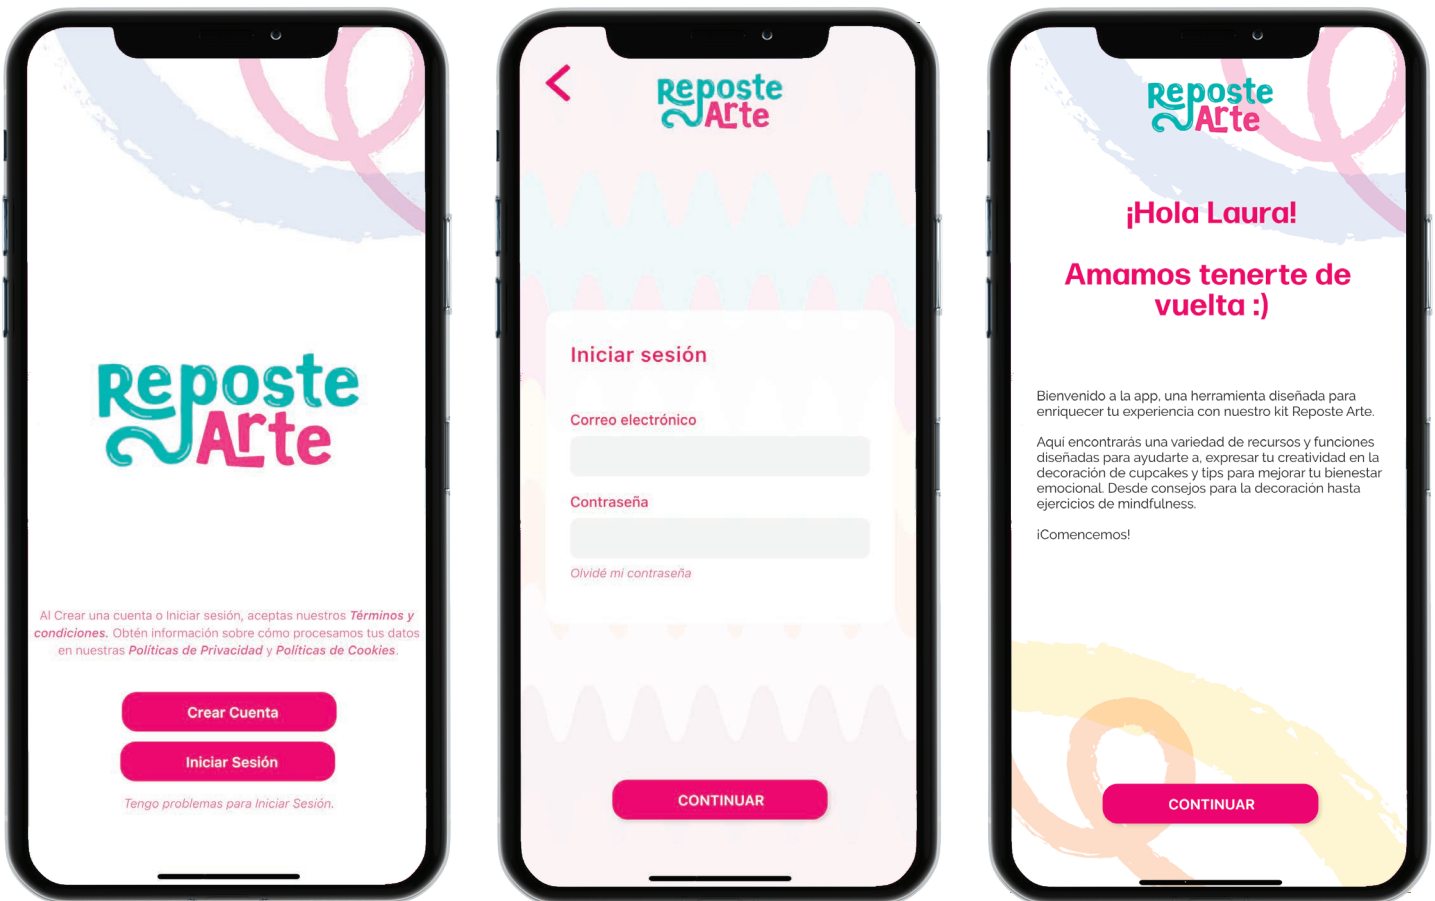 Reposte
Arte
Al Crear una cuenta o Iniciar sesión, aceptas nuestros Términos y
condiciones. Obtén información sobre cómo procesamos tus datos
en nuestras Políticas de Privacidad y Políticas de Cookies.
Crear Cuenta
Iniciar Sesión
Tengo problemas para Iniciar Sesión.
Reposte
Arte
Iniciar sesión
Correo electrónico
Contraseña
Olvidé mi contraseña
CONTINUAR
Reposte
Arte
¡Hola Laura!
Amamos tenerte de
vuelta :)
Bienvenido a la app, una herramienta diseñada para
enriquecer tu experiencia con nuestro kit Reposte Arte.
Aquí encontrarás una variedad de recursos y funciones
diseñadas para ayudarte a, expresar tu creatividad en la
decoración de cupcakes y tips para mejorar tu bienestar
emocional. Desde consejos para la decoración hasta
ejercicios de mindfulness.
¡Comencemos!
CONTINUAR